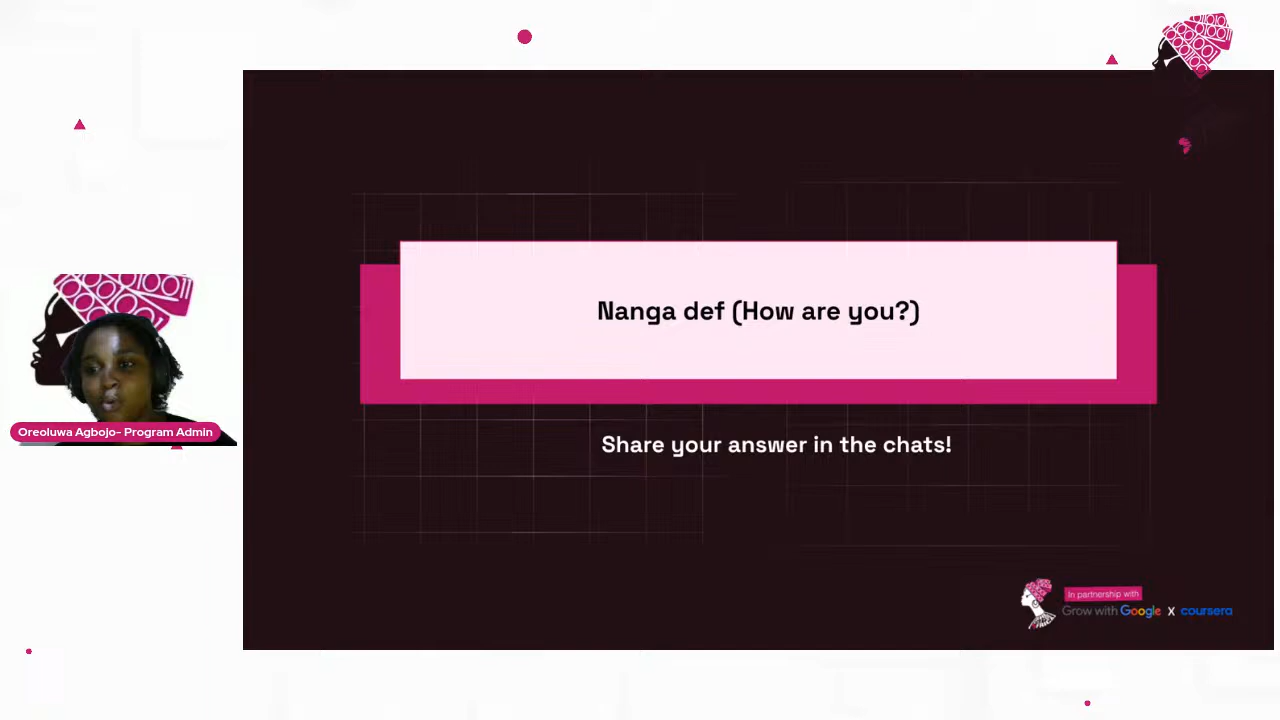 Nanga def (How are you?)
Share your answer in the chats!
Oreoluwa Agbojo- Program Admin
In partnership with
Grow with Google X coursera